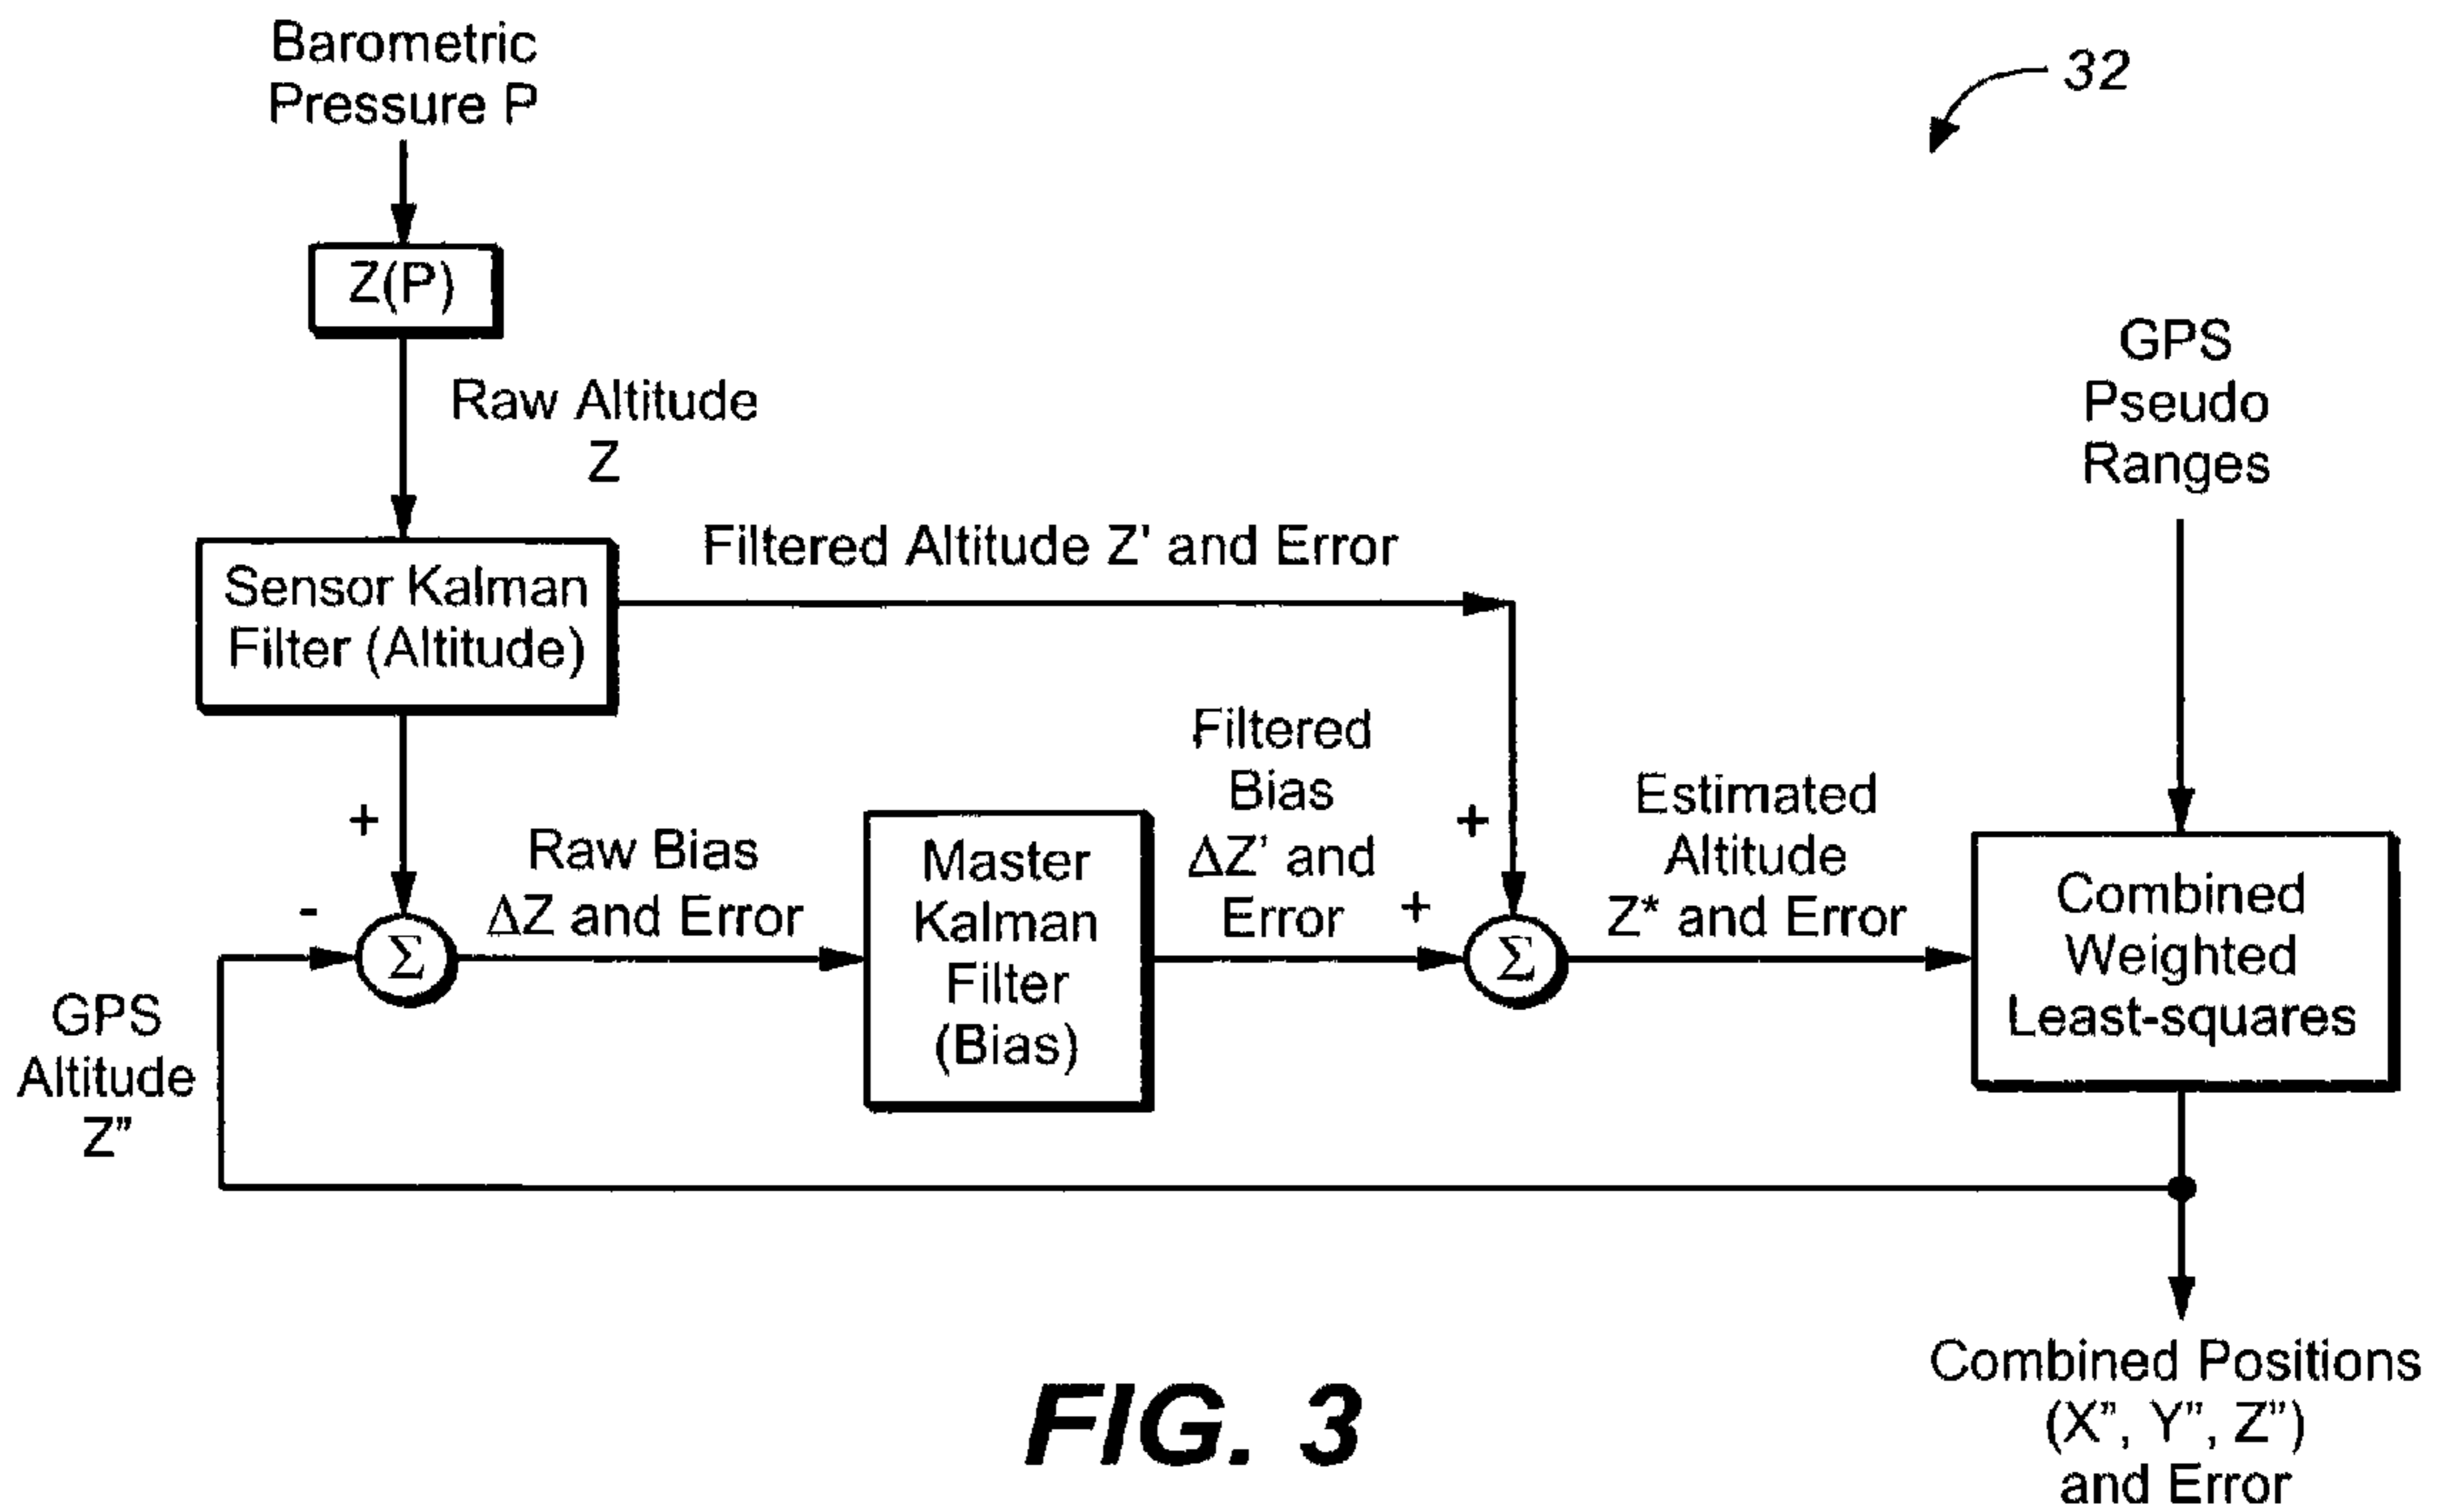 Barometric
Pressure P
32
Z(P)
Raw Altitude
Z
GPS
Pseudo
Ranges
Filtered Altitude Z' and Error
Sensor Kalman
Filter (Altitude)
+
-
Σ
Raw Bias
ΔZ and Error
Master
Kalman
Filter
(Bias)
Filtered
Bias
ΔZ' and
Error
+
+
Σ
Estimated
Altitude
Z* and Error
Combined
Weighted
Least-squares
GPS
Altitude
Z”
Combined Positions
(X”, Y”, Z”)
and Error
FIG. 3